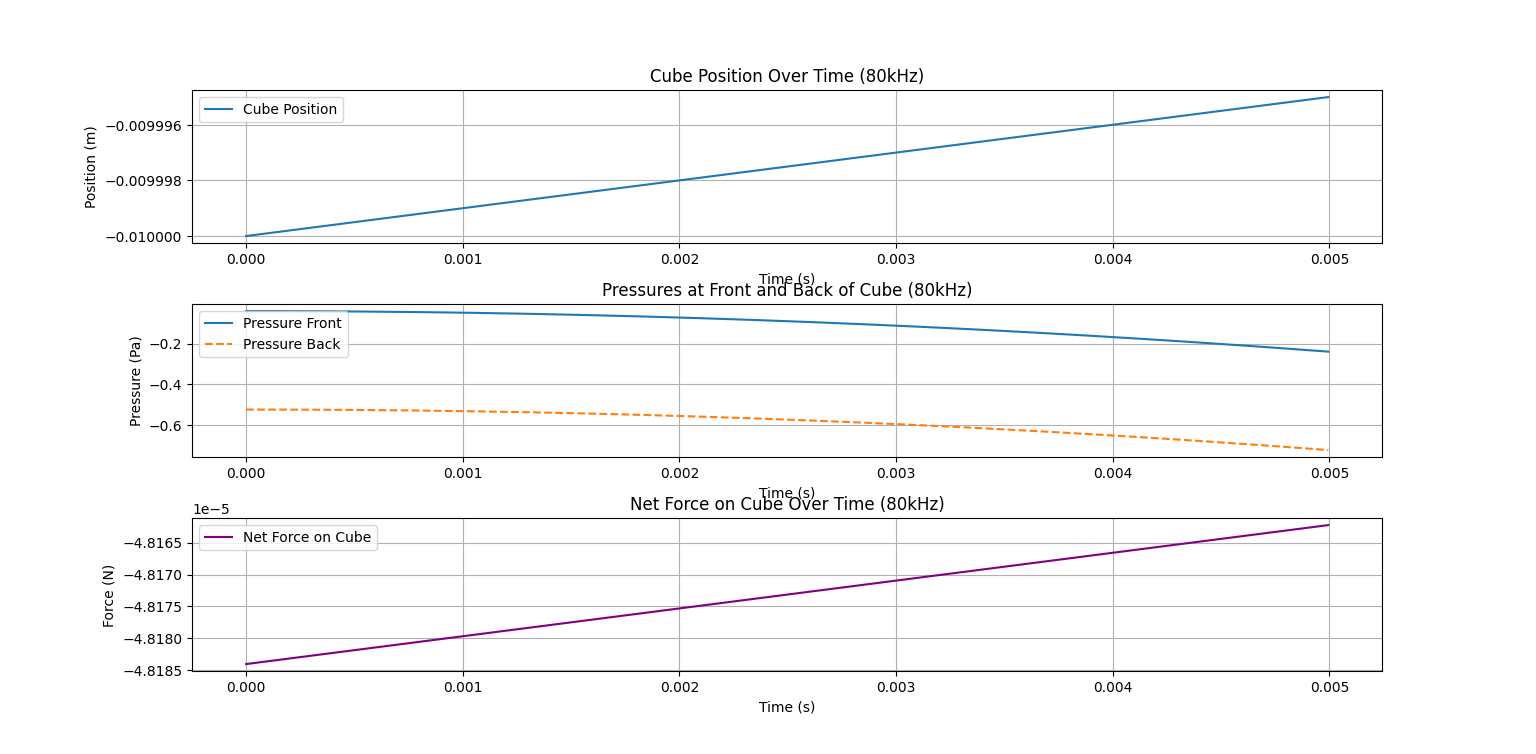 Cube Position Over Time (80kHz)
Cube Position
Position (m)
−0.009996
−0.009998
−0.010000
0.000 0.001 0.002 0.003 0.004 0.005
Time (s)
Pressures at Front and Back of Cube (80kHz)
Pressure Front
Pressure Back
Pressure (Pa)
−0.2
−0.4
−0.6
0.000 0.001 0.002 0.003 0.004 0.005
Time (s)
Net Force on Cube Over Time (80kHz)
1e−5
Net Force on Cube
Force (N)
−4.8165
−4.8170
−4.8175
−4.8180
−4.8185
0.000 0.001 0.002 0.003 0.004 0.005
Time (s)